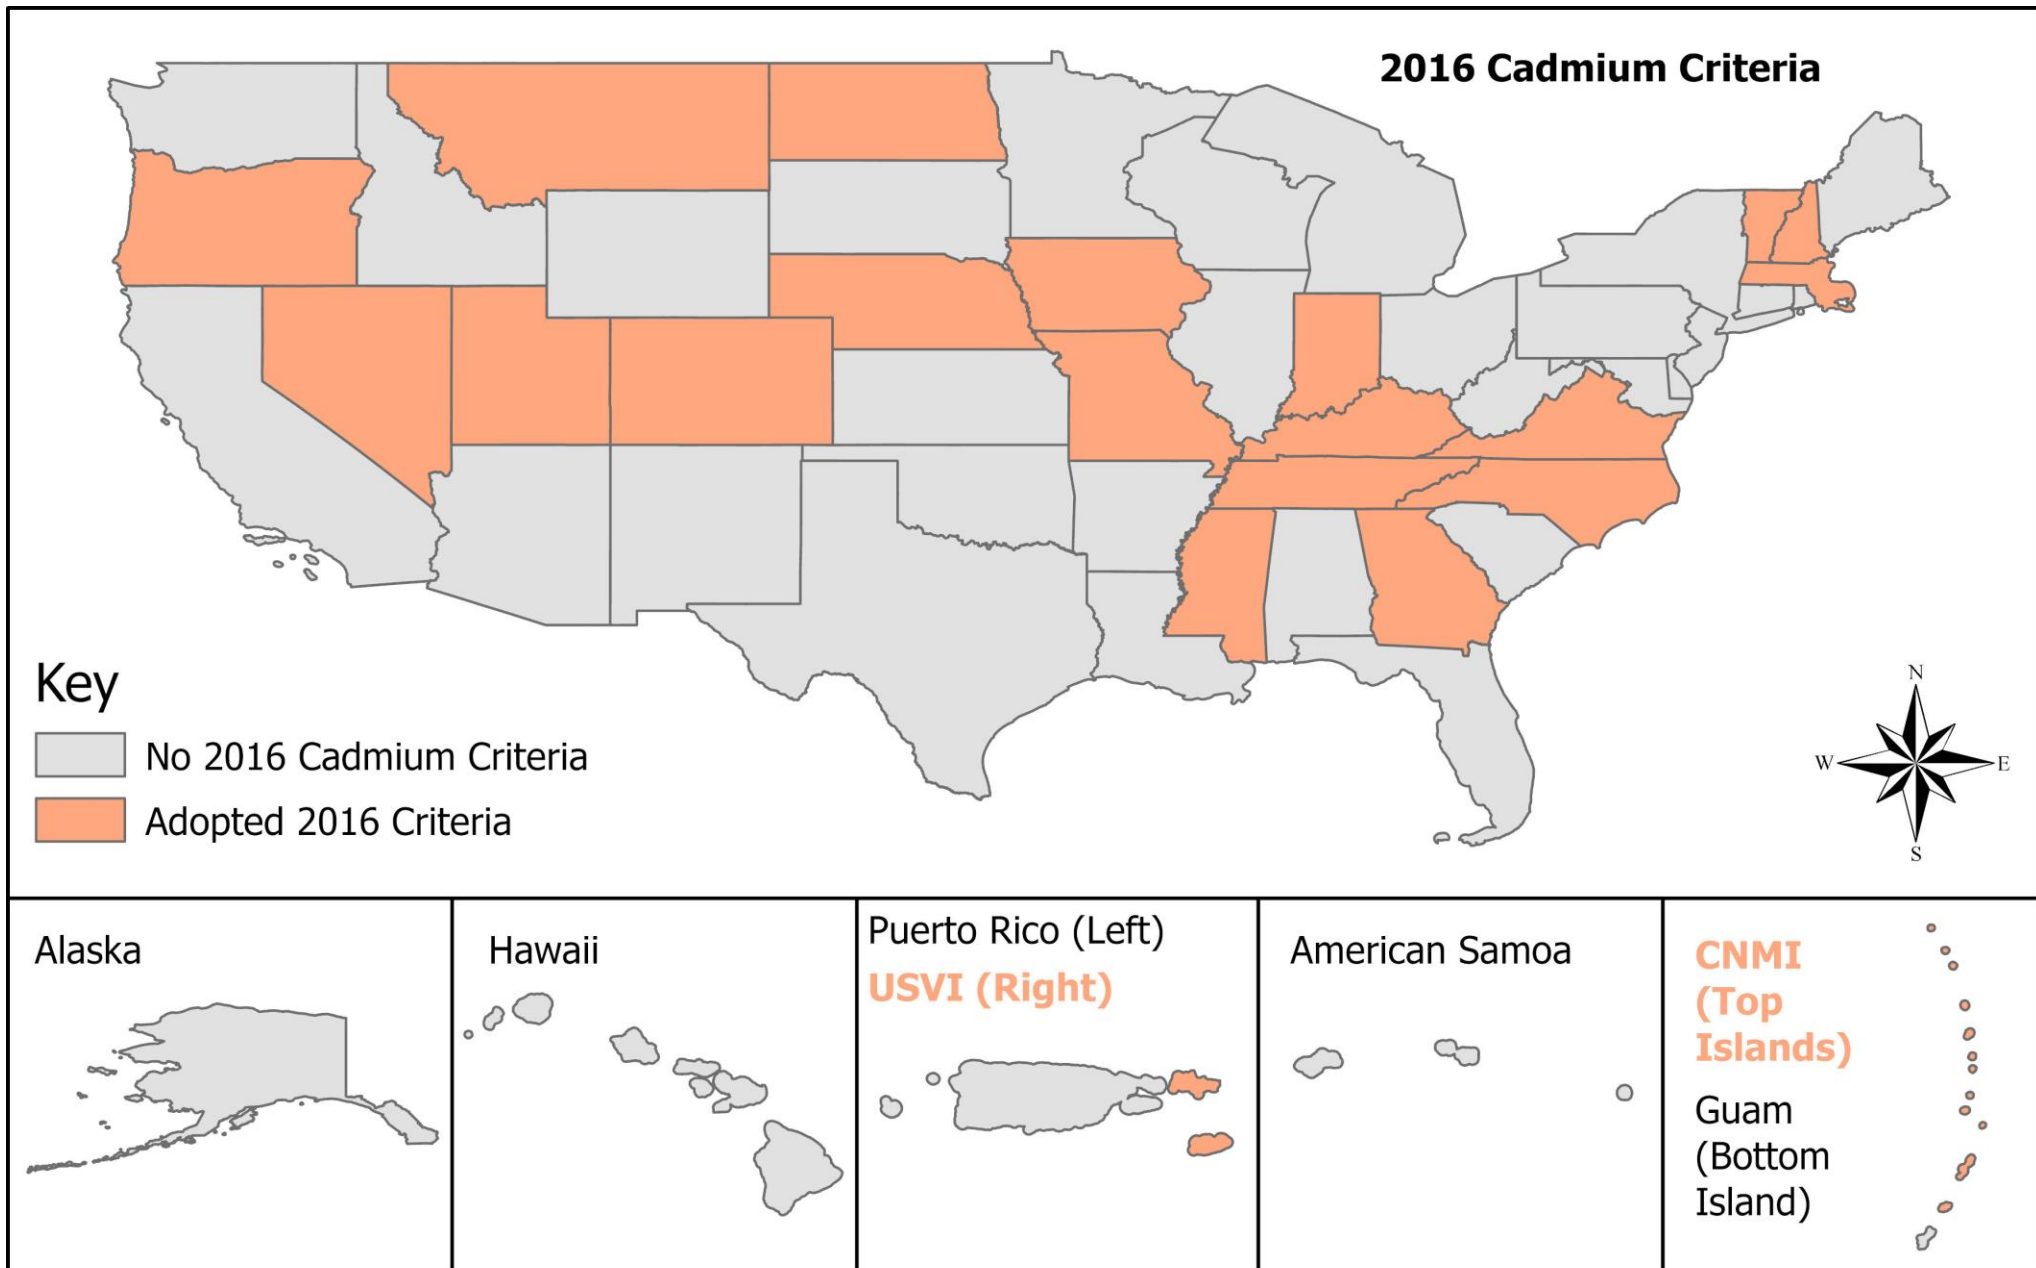 2016 Cadmium Criteria
Key
No 2016 Cadmium Criteria
Adopted 2016 Criteria
N
W
E
S
Alaska
Hawaii
Puerto Rico (Left)
USVI (Right)
American Samoa
CNMI
(Top
Islands)
Guam
(Bottom
Island)